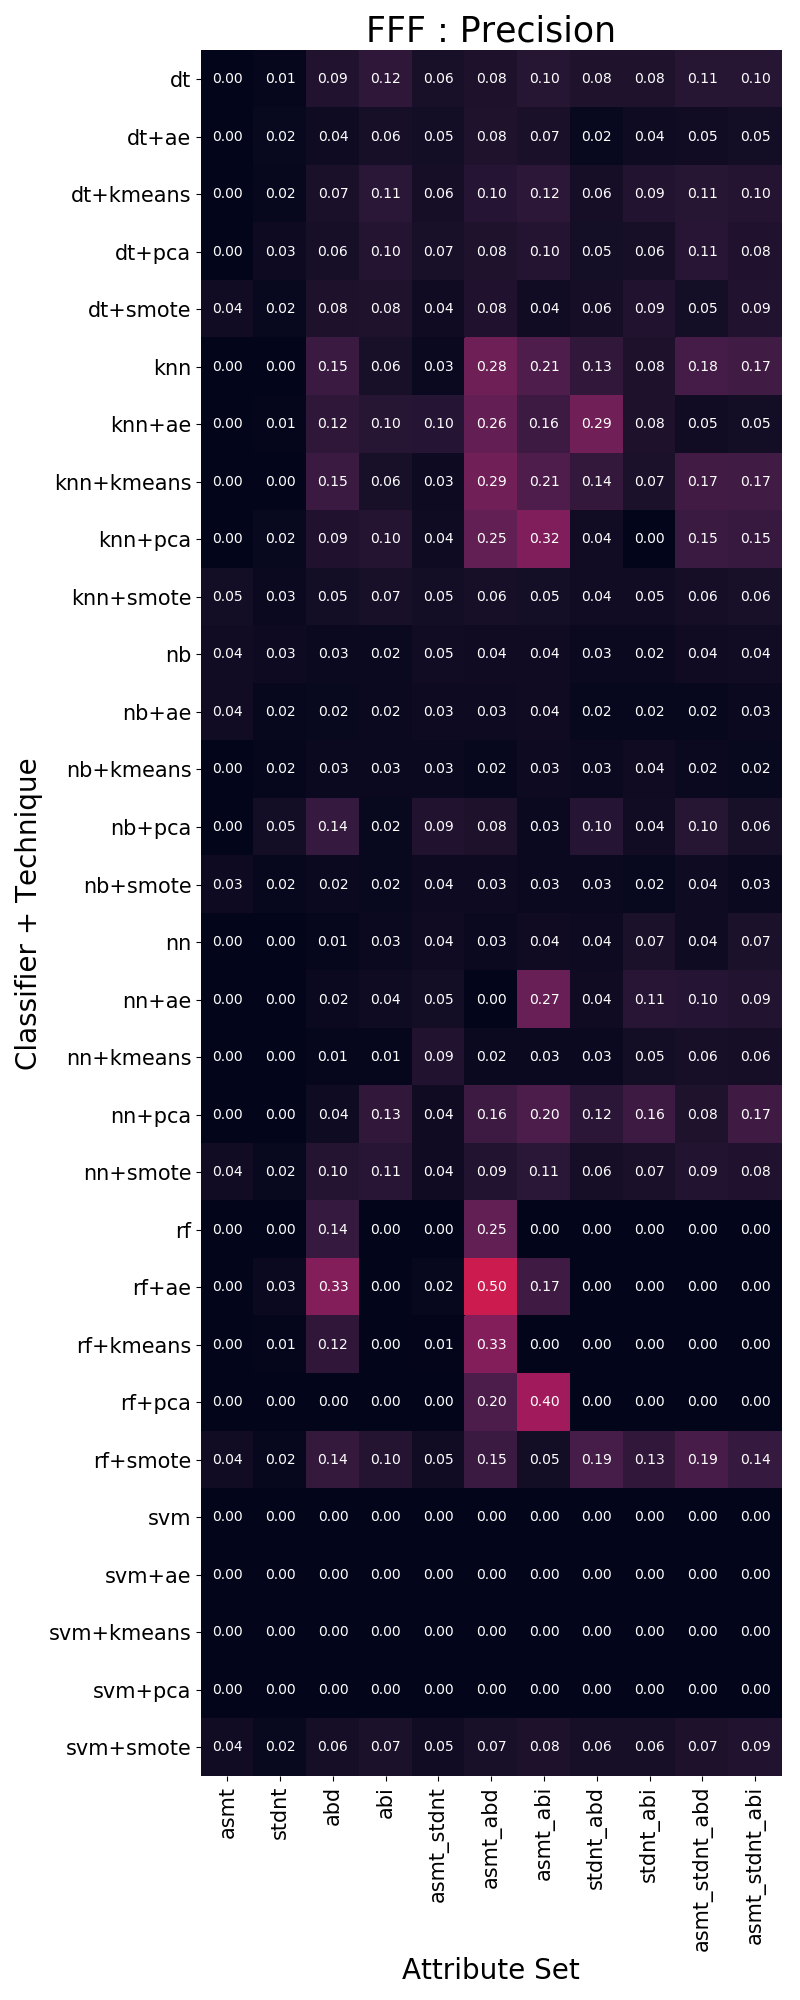 FFF : Precision
dt 0.00 0.01 0.09 0.12 0.06 0.08 0.10 0.08 0.08 0.11 0.10
dt+ae 0.00 0.02 0.04 0.06 0.05 0.08 0.07 0.02 0.04 0.05 0.05
dt+kmeans 0.00 0.02 0.07 0.11 0.06 0.10 0.12 0.06 0.09 0.11 0.10
dt+pca 0.00 0.03 0.06 0.10 0.07 0.08 0.10 0.05 0.06 0.11 0.08
dt+smote 0.04 0.02 0.08 0.08 0.04 0.08 0.04 0.06 0.09 0.05 0.09
knn 0.00 0.00 0.15 0.06 0.03 0.28 0.21 0.13 0.08 0.18 0.17
knn+ae 0.00 0.01 0.12 0.10 0.10 0.26 0.16 0.29 0.08 0.05 0.05
knn+kmeans 0.00 0.00 0.15 0.06 0.03 0.29 0.21 0.14 0.07 0.17 0.17
knn+pca 0.00 0.02 0.09 0.10 0.04 0.25 0.32 0.04 0.00 0.15 0.15
knn+smote 0.05 0.03 0.05 0.07 0.05 0.06 0.05 0.04 0.05 0.06 0.06
nb 0.04 0.03 0.03 0.02 0.05 0.04 0.04 0.03 0.02 0.04 0.04
nb+ae 0.04 0.02 0.02 0.02 0.03 0.03 0.04 0.02 0.02 0.02 0.03
nb+kmeans 0.00 0.02 0.03 0.03 0.03 0.02 0.03 0.03 0.04 0.02 0.02
nb+pca 0.00 0.05 0.14 0.02 0.09 0.08 0.03 0.10 0.04 0.10 0.06
nb+smote 0.03 0.02 0.02 0.02 0.04 0.03 0.03 0.03 0.02 0.04 0.03
nn 0.00 0.00 0.01 0.03 0.04 0.03 0.04 0.04 0.07 0.04 0.07
nn+ae 0.00 0.00 0.02 0.04 0.05 0.00 0.27 0.04 0.11 0.10 0.09
nn+kmeans 0.00 0.00 0.01 0.01 0.09 0.02 0.03 0.03 0.05 0.06 0.06
nn+pca 0.00 0.00 0.04 0.13 0.04 0.16 0.20 0.12 0.16 0.08 0.17
nn+smote 0.04 0.02 0.10 0.11 0.04 0.09 0.11 0.06 0.07 0.09 0.08
rf 0.00 0.00 0.14 0.00 0.00 0.25 0.00 0.00 0.00 0.00 0.00
rf+ae 0.00 0.03 0.33 0.00 0.02 0.50 0.17 0.00 0.00 0.00 0.00
rf+kmeans 0.00 0.01 0.12 0.00 0.01 0.33 0.00 0.00 0.00 0.00 0.00
rf+pca 0.00 0.00 0.00 0.00 0.00 0.20 0.40 0.00 0.00 0.00 0.00
rf+smote 0.04 0.02 0.14 0.10 0.05 0.15 0.05 0.19 0.13 0.19 0.14
svm 0.00 0.00 0.00 0.00 0.00 0.00 0.00 0.00 0.00 0.00 0.00
svm+ae 0.00 0.00 0.00 0.00 0.00 0.00 0.00 0.00 0.00 0.00 0.00
svm+kmeans 0.00 0.00 0.00 0.00 0.00 0.00 0.00 0.00 0.00 0.00 0.00
svm+pca 0.00 0.00 0.00 0.00 0.00 0.00 0.00 0.00 0.00 0.00 0.00
svm+smote 0.04 0.02 0.06 0.07 0.05 0.07 0.08 0.06 0.06 0.07 0.09
asmt
stdnt
abd
abi
asmt_stdnt
asmt_abd
asmt_abi
stdnt_abd
stdnt_abi
asmt_stdnt_abd
asmt_stdnt_abi
Attribute Set
Classifier + Technique